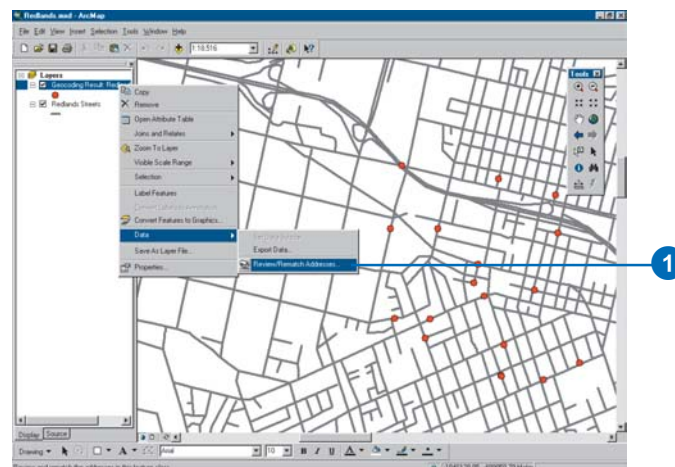 Redlands.mxd - ArcMap
File Edit View Insert Selection Tools Window Help
1:18,516
Layers
Geocoding Result: Redl
Redlands Streets
Copy
Remove
Open Attribute Table
Joins and Relates
Zoom To Layer
Visible Scale Range
Selection
Label Features
Convert Features to Graphics...
Data
Save As Layer File...
Properties...
Export Data...
Review/Rematch Addresses...
1
Tools
Display Source
Drawing
Arial
10
B I U A